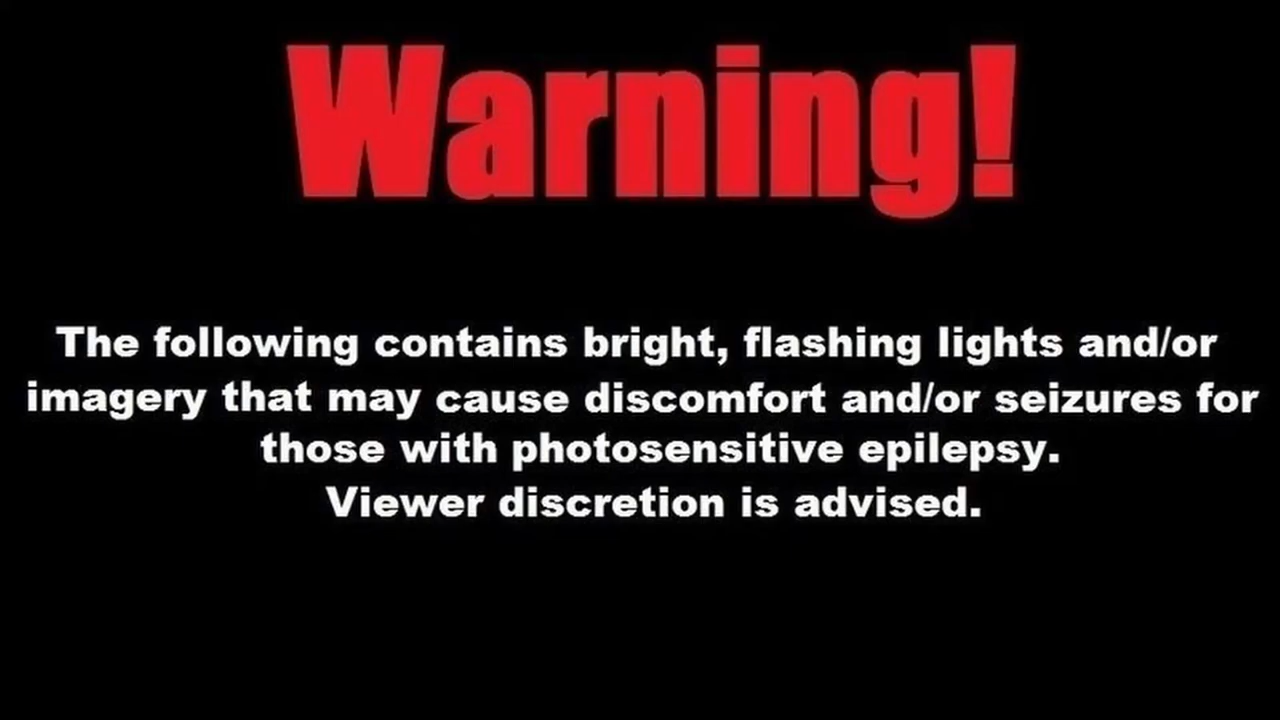 Warning!
The following contains bright, flashing lights and/or
imagery that may cause discomfort and/or seizures for
those with photosensitive epilepsy.
Viewer discretion is advised.